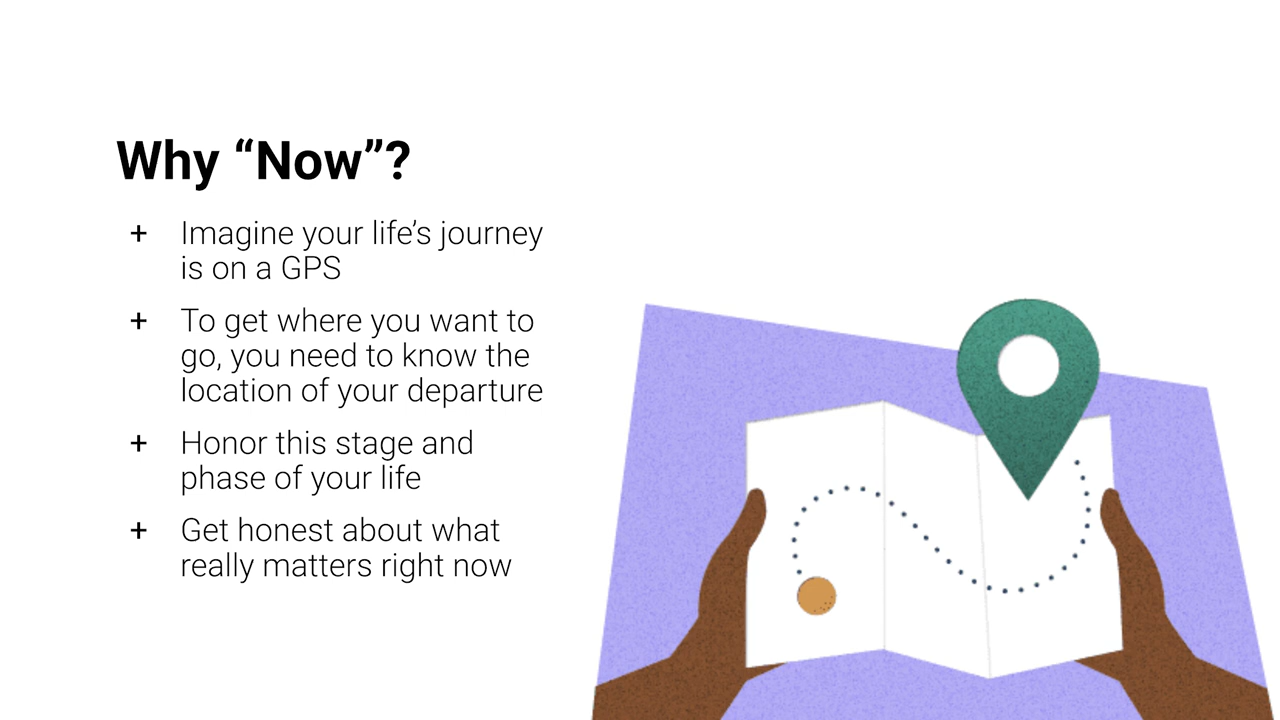 Why “Now”?
+ Imagine your life’s journey
is on a GPS
+ To get where you want to
go, you need to know the
location of your departure
+ Honor this stage and
phase of your life
+ Get honest about what
really matters right now